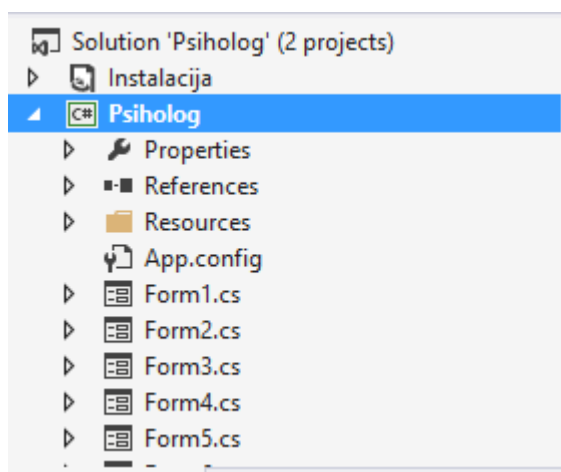 Solution 'Psiholog' (2 projects)
Instalacija
C# Psiholog
Properties
References
Resources
App.config
Form1.cs
Form2.cs
Form3.cs
Form4.cs
Form5.cs